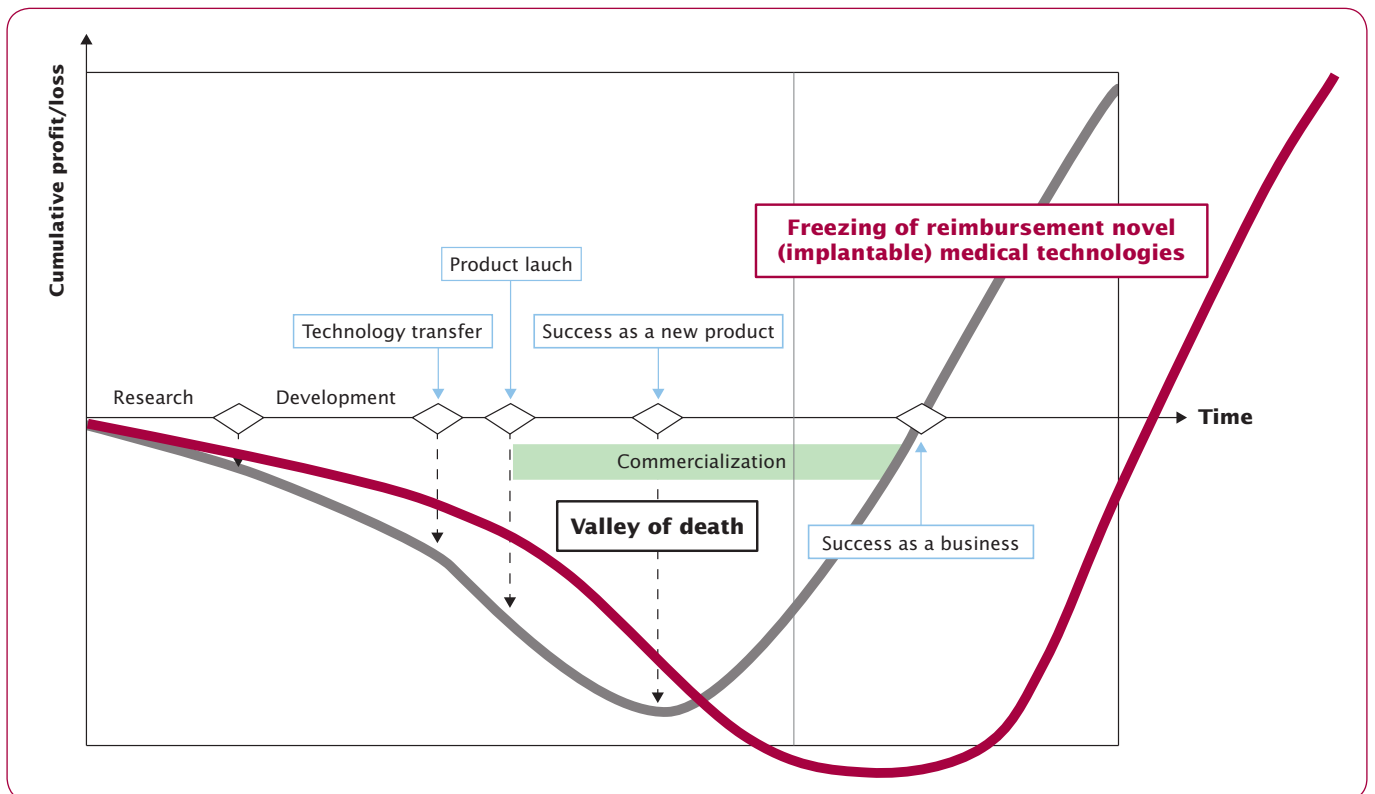 Cumulative profit/loss
Freezing of reimbursement novel
(implantable) medical technologies
Product lauch
Technology transfer
Success as a new product
Research
Development
Time
Commercialization
Valley of death
Success as a business